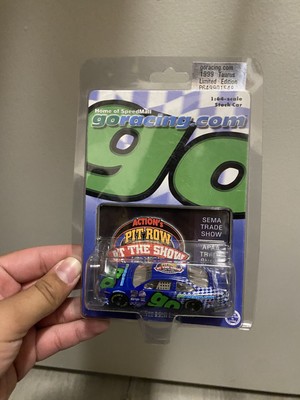 goracing.com
1999 Taurus
Limited Edition
1:64-scale
Stock Car
Home of SpeedMall
goracing.com
go
ACTION'S
PIT ROW
AT THE SHOW
SEMA
TRADE
SHOW